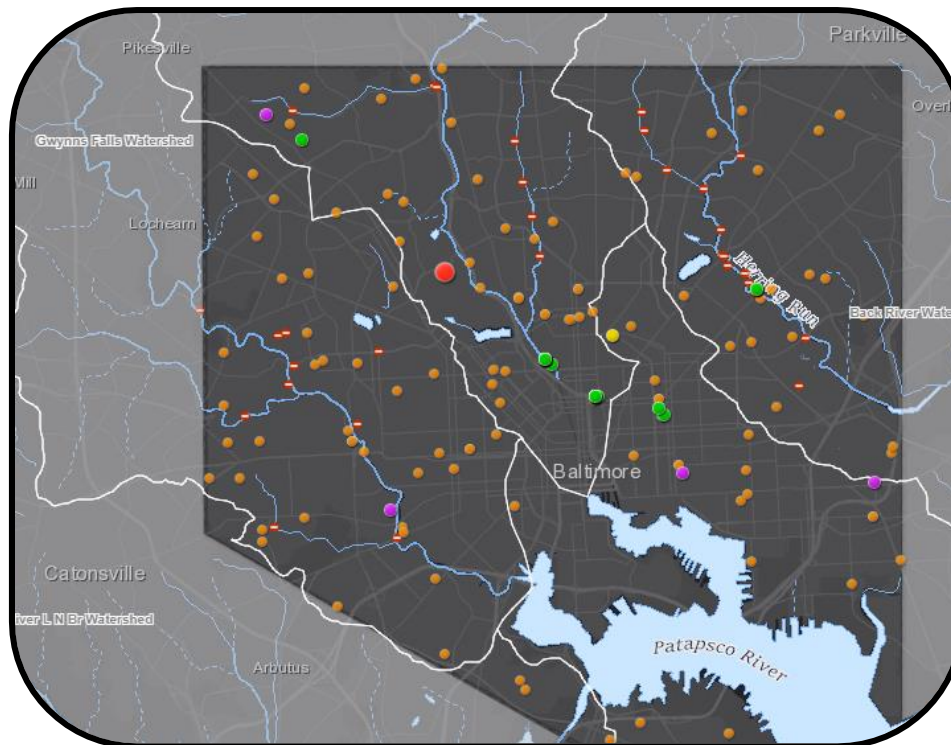 Parkville
Pikesville
Gwynns Falls Watershed
Mill
Lochearn
Herring Run
Back River Wate
Baltimore
Catonsville
iver L N Br Watershed
Patapsco River
Arbutus